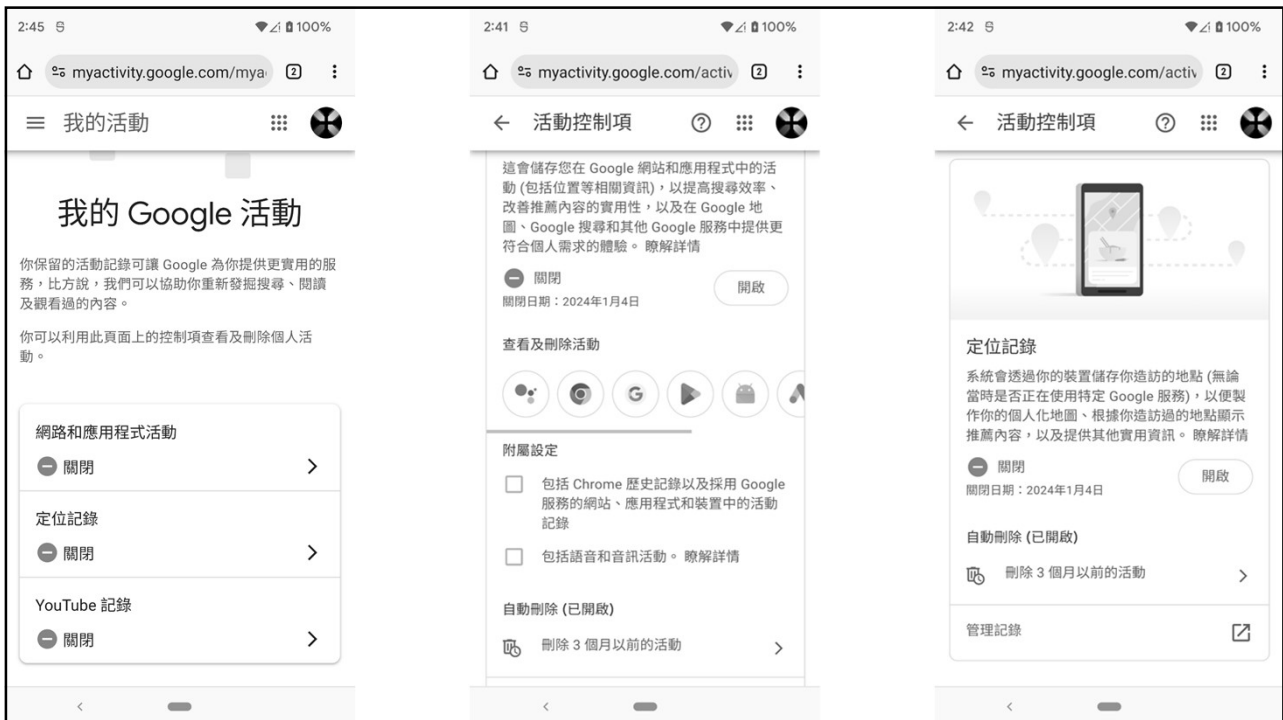 2:45
100%
myactivity.google.com/mya
2
我的活動
我的 Google 活動
你保留的活動記錄可讓 Google 為你提供更實用的服
務，比方說，我們可以協助你重新發掘搜尋、閱讀
及觀看過的內容。
你可以利用此頁面上的控制項查看及刪除個人活
動。
網路和應用程式活動
關閉
定位記錄
關閉
YouTube 記錄
關閉
2:41
100%
myactivity.google.com/activ
2
活動控制項
這會儲存您在 Google 網站和應用程式中的活
動 (包括位置等相關資訊)，以提高搜尋效率、
改善推薦內容的實用性，以及在 Google 地
圖、Google 搜尋和其他 Google 服務中提供更
符合個人需求的體驗。 瞭解詳情
關閉
關閉日期：2024年1月4日
開啟
查看及刪除活動
G
附屬設定
包括 Chrome 歷史記錄以及採用 Google
服務的網站、應用程式和裝置中的活動
記錄
包括語音和音訊活動。 瞭解詳情
自動刪除 (已開啟)
刪除 3 個月以前的活動
2:42
100%
myactivity.google.com/activ
2
活動控制項
定位記錄
系統會透過你的裝置儲存你造訪的地點 (無論
當時是否正在使用特定 Google 服務)，以便製
作你的個人化地圖、根據你造訪過的地點顯示
推薦內容，以及提供其他實用資訊。 瞭解詳情
關閉
關閉日期：2024年1月4日
開啟
自動刪除 (已開啟)
刪除 3 個月以前的活動
管理記錄